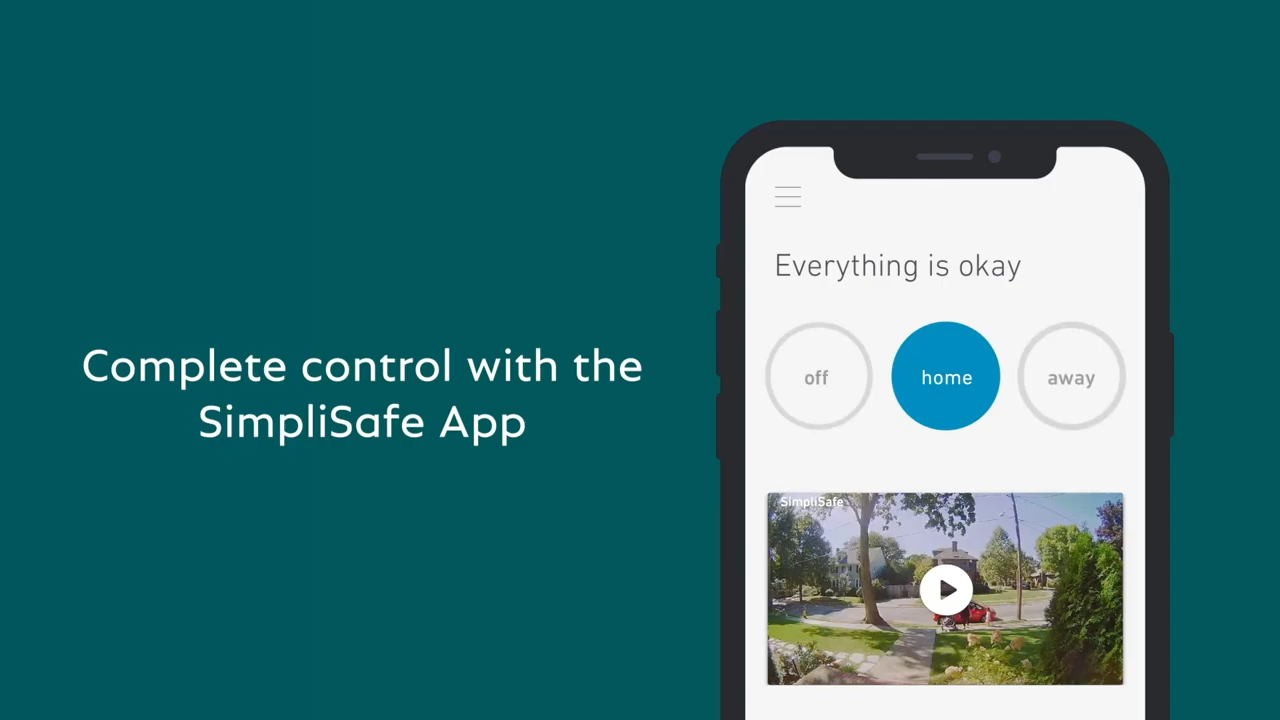 Complete control with the
SimpliSafe App
Everything is okay
off
home
away
SimpliSafe